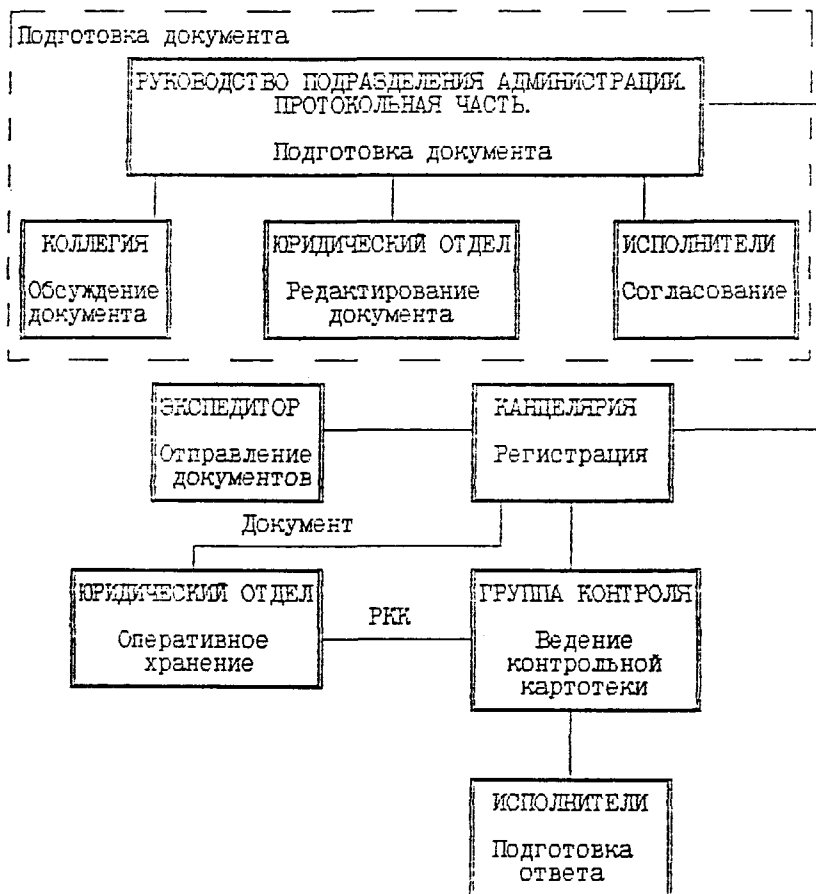 Подготовка документа
РУКОВОДСТВО ПОДРАЗДЕЛЕНИЯ АДМИНИСТРАЦИИ.
ПРОТОКОЛЬНАЯ ЧАСТЬ.
Подготовка документа
КОЛЛЕГИЯ
Обсуждение
документа
ЮРИДИЧЕСКИЙ ОТДЕЛ
Редактирование
документа
ИСПОЛНИТЕЛИ
Согласование
ЭКСПЕДИТОР
Отправление
документов
КАНЦЕЛЯРИЯ
Регистрация
Документ
ЮРИДИЧЕСКИЙ ОТДЕЛ
Оперативное
хранение
РКК
ГРУППА КОНТРОЛЯ
Ведение
контрольной
картотеки
ИСПОЛНИТЕЛИ
Подготовка
ответа